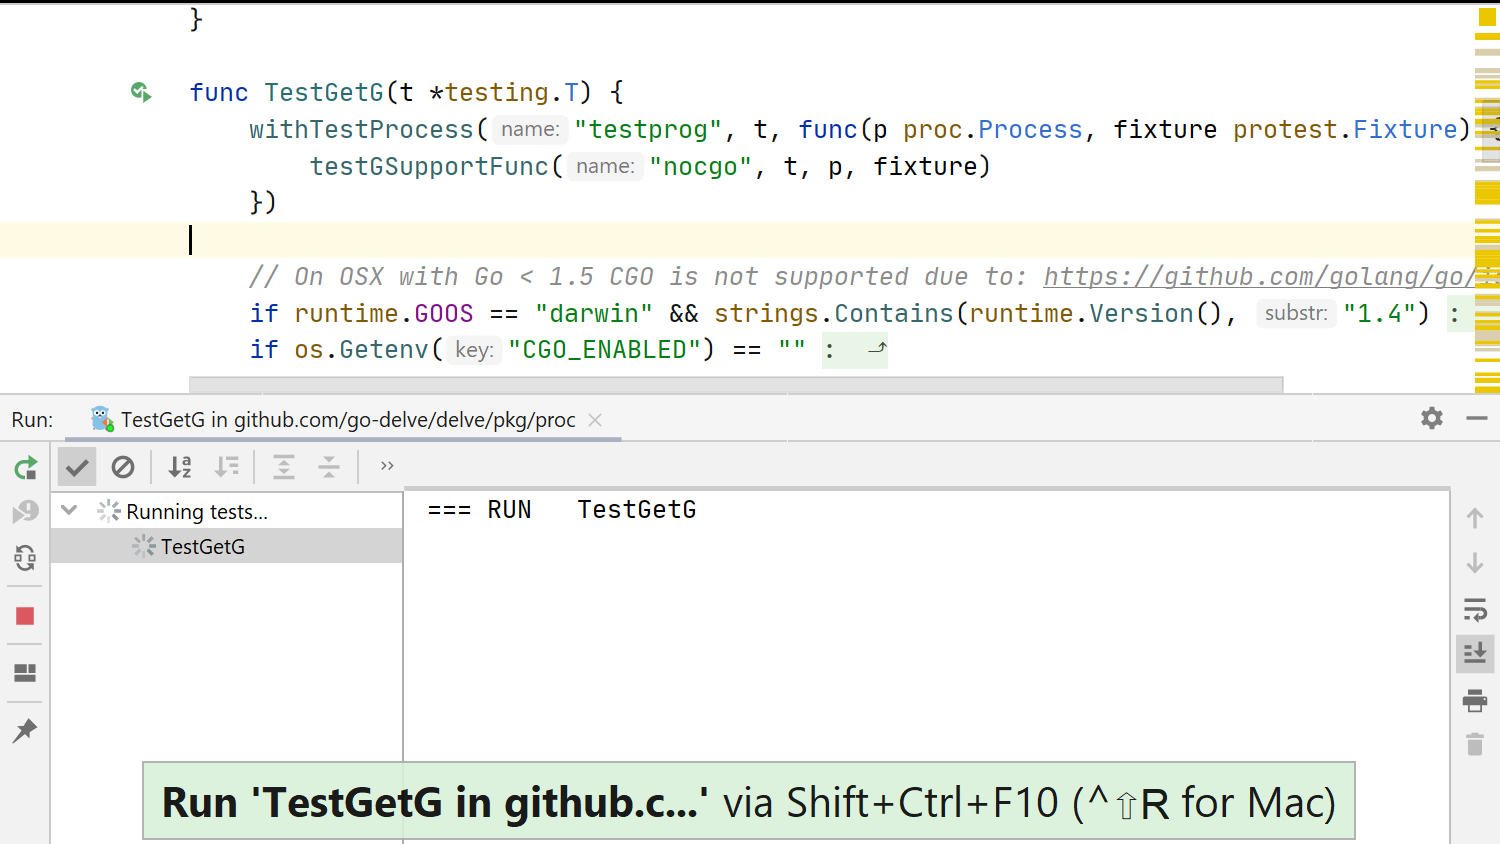 }
func TestGetG(t *testing.T) {
withTestProcess( name: "testprog", t, func(p proc.Process, fixture protest.Fixture) {
testGSupportFunc( name: "nocgo", t, p, fixture)
})
// On OSX with Go < 1.5 CGO is not supported due to: https://github.com/golang/go/
if runtime.GOOS == "darwin" && strings.Contains(runtime.Version(), substr: "1.4") :
if os.Getenv( key: "CGO_ENABLED") == "" :
Run: TestGetG in github.com/go-delve/delve/pkg/proc
Running tests...
TestGetG
=== RUN   TestGetG
Run 'TestGetG in github.c...' via Shift+Ctrl+F10 (^⇧R for Mac)